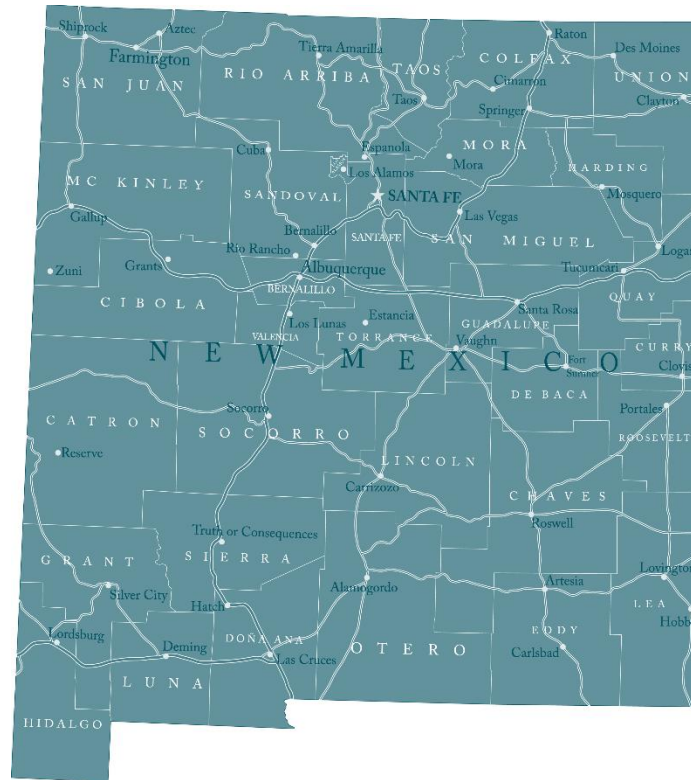 Shiprock
Aztec
Raton
Farmington
Tierra Amarilla
Des Moines
COLFAX
TAOS
RIO ARRIBA
UNION
SAN JUAN
Cimarron
Taos
Clayton
Springer
MORA
Espanola
Cuba
Mora
HARDING
Los Alamos
MC KINLEY
SANDOVAL
SANTA FE
Mosquero
Gallup
Las Vegas
Bernalillo
SANTA FE
SAN MIGUEL
Rio Rancho
Logan
Grants
Zuni
Albuquerque
Tucumcari
BERNALILLO
QUAY
CIBOLA
Santa Rosa
Estancia
Los Lunas
GUADALUPE
VALENCIA
TORRANCE
Vaughn
CURRY
NEW MEXICO
Fort
Sumner
Clovis
DE BACA
Socorro
Portales
CATRON
SOCORRO
ROOSEVELT
Reserve
LINCOLN
Carrizozo
CHAVES
Roswell
Truth or Consequences
GRANT
SIERRA
Lovington
Alamogordo
Artesia
Silver City
Hatch
LEA
Hobb
Lordsburg
DOÑA ANA
EDDY
Deming
OTERO
Carlsbad
Las Cruces
LUNA
HIDALGO